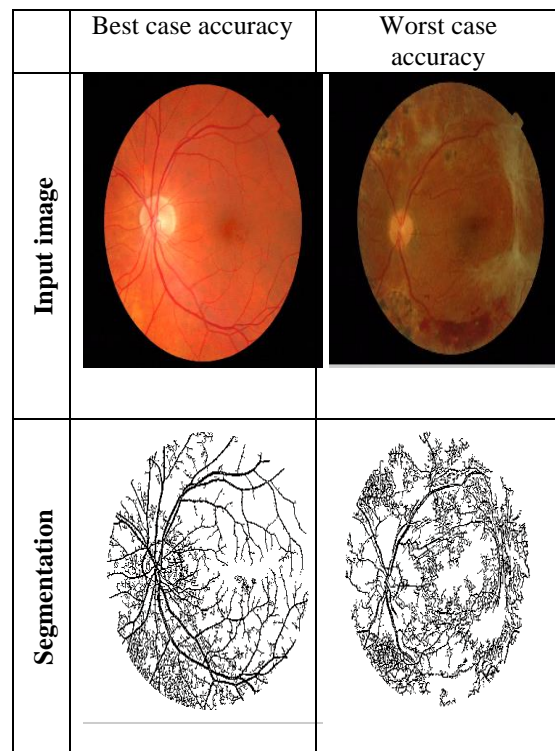 Best case accuracy
Worst case
accuracy
Input image
Segmentation